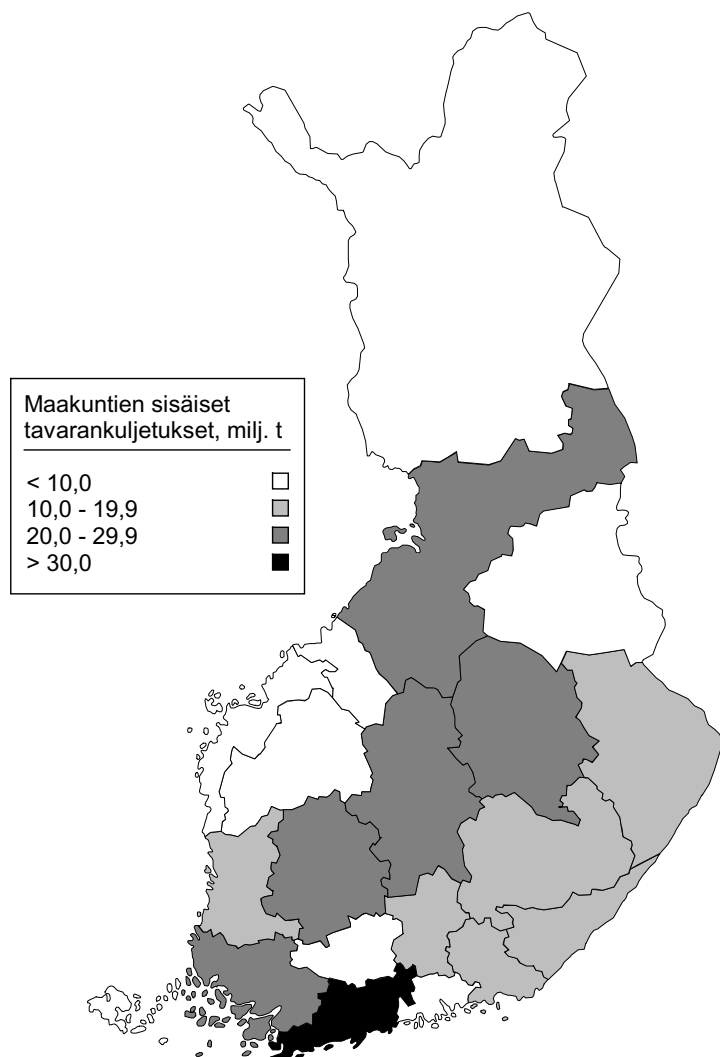 Maakuntien sisäiset
tavarankuljetukset, milj. t
< 10,0
10,0 - 19,9
20,0 - 29,9
> 30,0